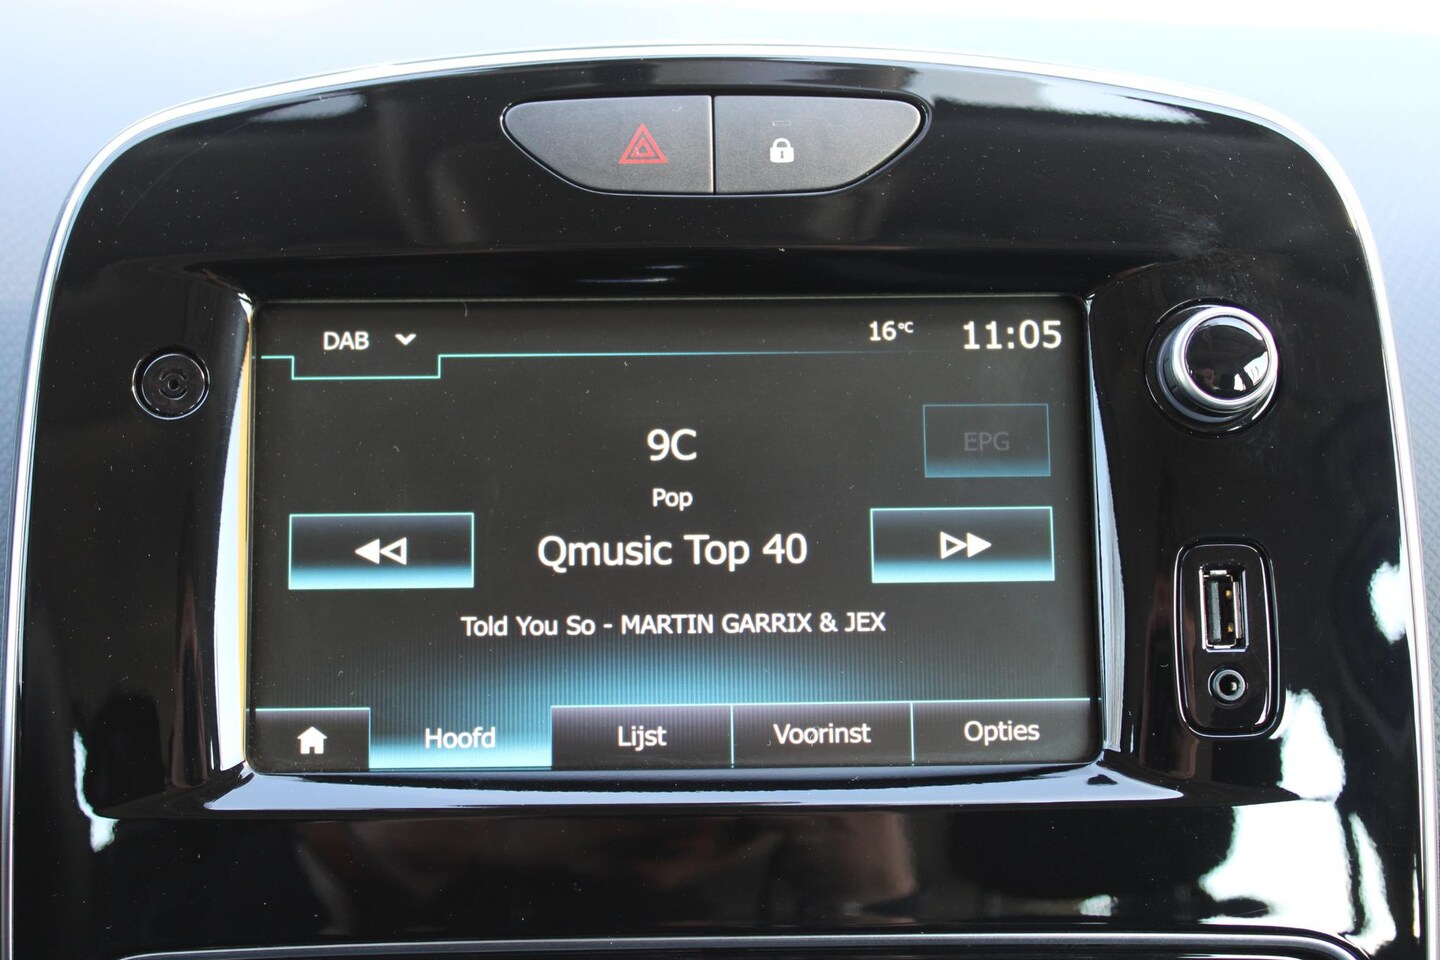 DAB
16°C
11:05
9C
EPG
Pop
Qmusic Top 40
Told You So - MARTIN GARRIX & JEX
Hoofd
Lijst
Voorinst
Opties